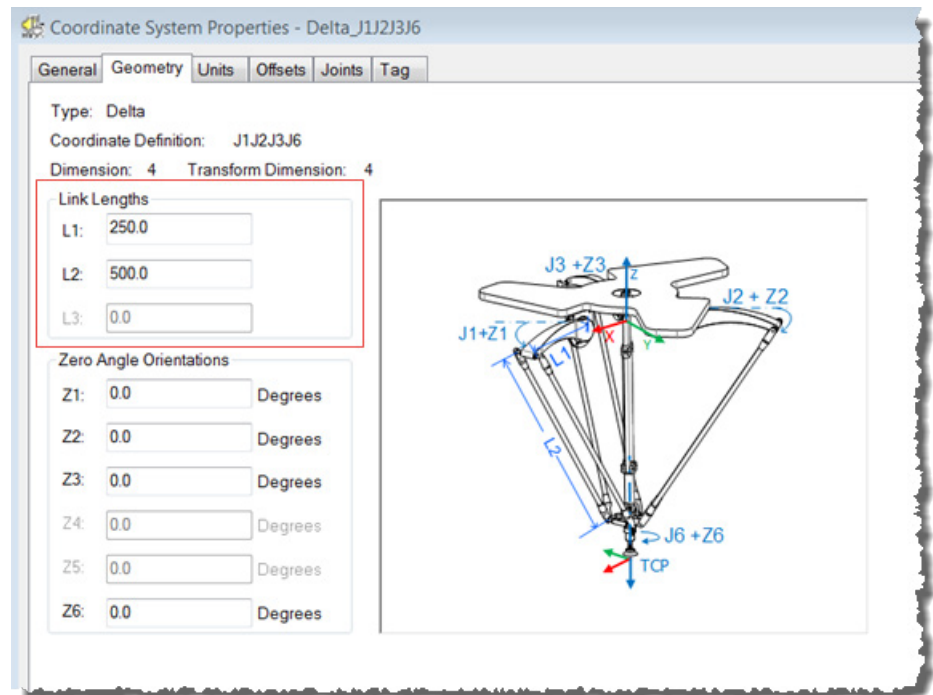 Coordinate System Properties - Delta_J1J2J3J6
General Geometry Units Offsets Joints Tag
Type: Delta
Coordinate Definition: J1J2J3J6
Dimension: 4 Transform Dimension: 4
Link Lengths
L1: 250.0
L2: 500.0
L3: 0.0
Zero Angle Orientations
Z1: 0.0 Degrees
Z2: 0.0 Degrees
Z3: 0.0 Degrees
Z4: 0.0 Degrees
Z5: 0.0 Degrees
Z6: 0.0 Degrees
J3 +Z3
Z
J2 + Z2
J1+Z1
X
Y
L1
L2
J6 +Z6
TCP